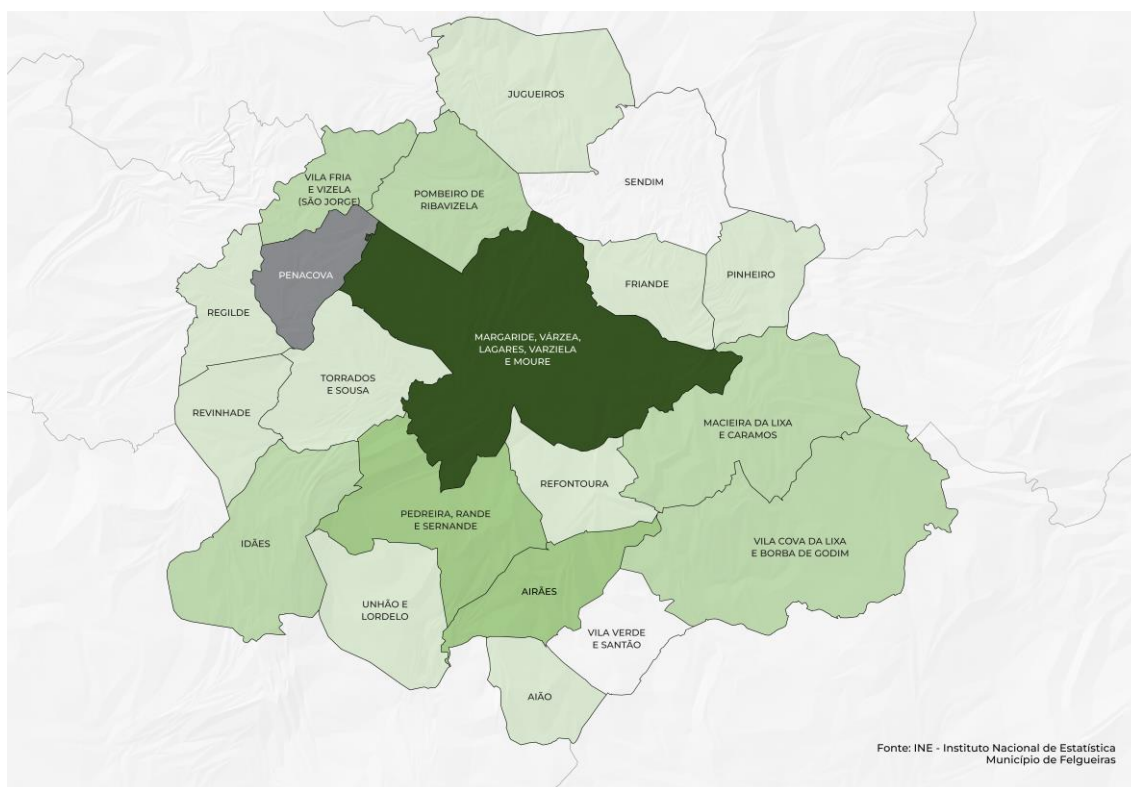 JUGUEIROS
SENDIM
VILA FRIA
E VIZELA
(SÃO JORGE)
POMBEIRO DE
RIBAVIZELA
PENACOVA
FRIANDE
PINHEIRO
REGILDE
MARGARIDE, VÁRZEA,
LAGARES, VARZIELA
E MOURE
TORRADOS
E SOUSA
REVINHADE
MACIEIRA DA LIXA
E CARAMOS
REFONTOURA
PEDREIRA, RANDE
E SERNANDE
IDÃES
VILA COVA DA LIXA
E BORBA DE GODIM
AIRÃES
UNHÃO E
LORDELO
VILA VERDE
E SANTÃO
AIÃO
Fonte: INE - Instituto Nacional de Estatística
Município de Felgueiras